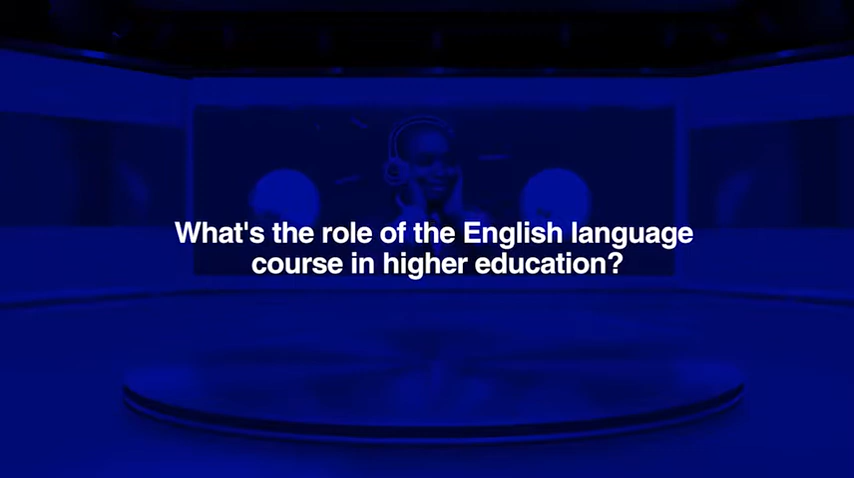 What's the role of the English language
course in higher education?